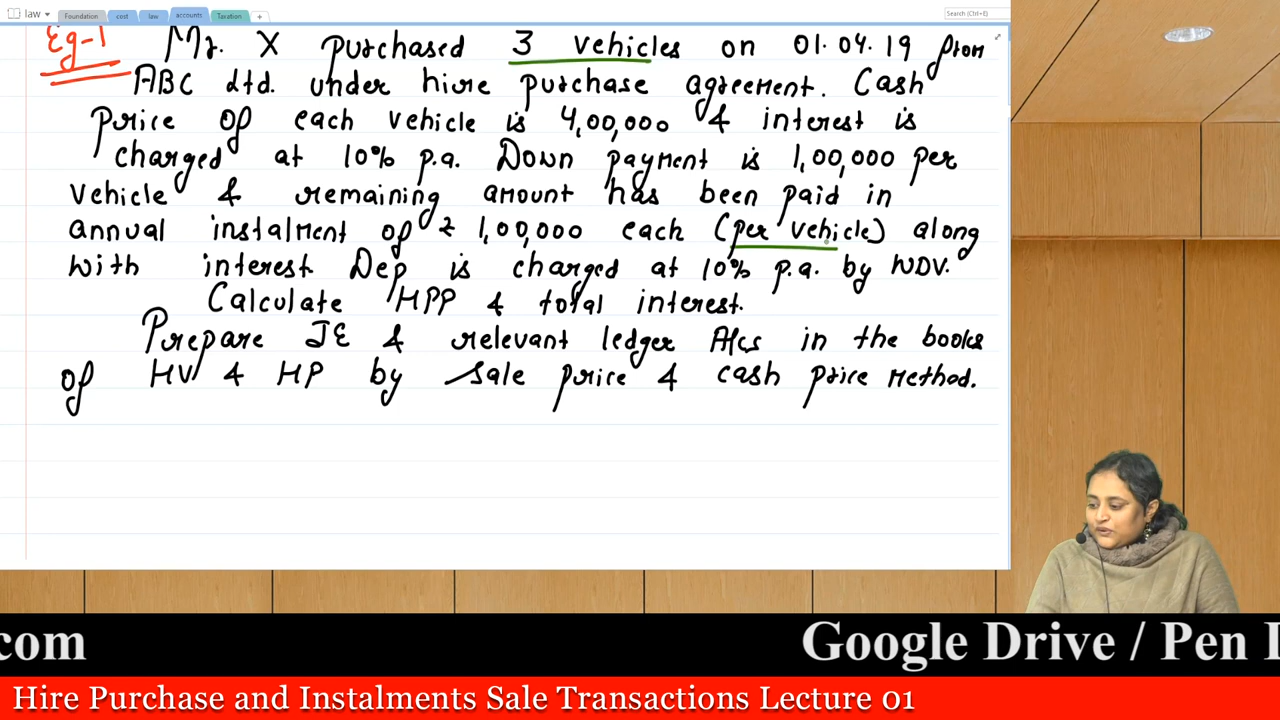 law
Foundation
cost
law
accounts
Taxation
+
Search (Ctrl+E)
Eg-1 Mr. X purchased 3 vehicles on 01.04.19 from
ABC Ltd. under hire purchase agreement. Cash
Price of each vehicle is 4,00,000 & interest is
charged at 10% p.a. Down payment is 1,00,000 per
vehicle & remaining amount has been paid in
annual instalment of ₹ 1,00,000 each (per vehicle) along
with interest Dep is charged at 10% p.a. by WDV.
Calculate HPP & total interest.
Prepare JE & relevant ledger A/cs in the books
of HV & HP by sale price & cash price method.
com
Google Drive / Pen
Hire Purchase and Instalments Sale Transactions Lecture 01